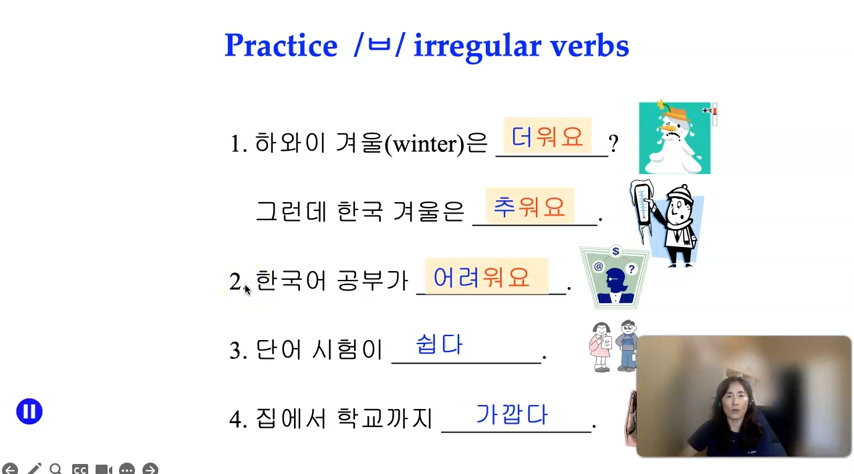 Practice /ㅂ/ irregular verbs
1. 하와이 겨울(winter)은 더워요?
그런데 한국 겨울은 추워요.
2. 한국어 공부가 어려워요.
3. 단어 시험이 쉽다.
4. 집에서 학교까지 가깝다.